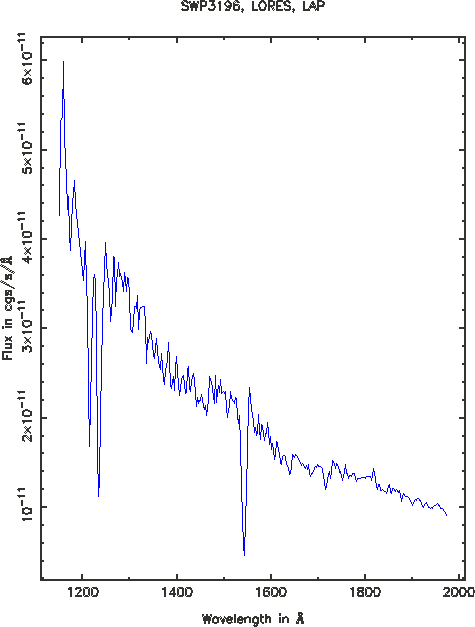 SWP3196, LORES, LAP
6×10⁻¹¹
5×10⁻¹¹
4×10⁻¹¹
3×10⁻¹¹
2×10⁻¹¹
10⁻¹¹
Flux in cgs/s/Å
1200 1400 1600 1800 2000
Wavelength in Å